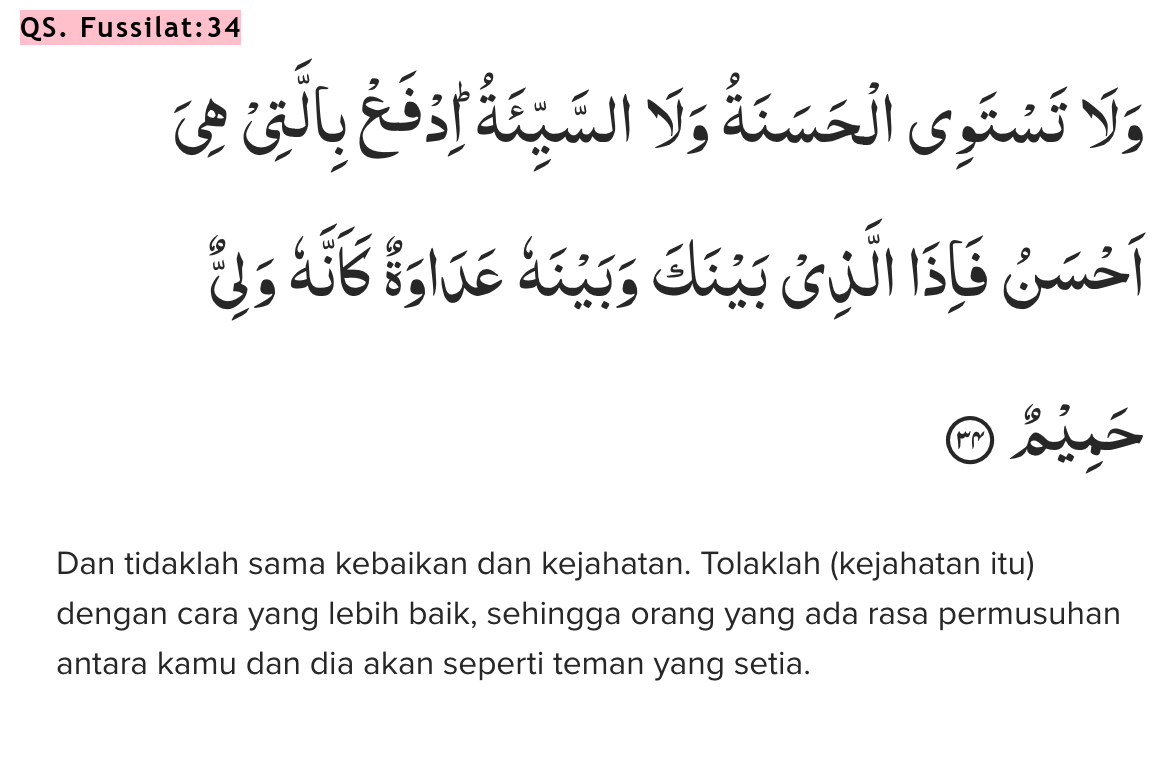 QS. Fussilat:34
وَلَا تَسْتَوِى الْحَسَنَةُ وَلَا السَّيِّئَةُ ۗاِدْفَعْ بِالَّتِيْ هِيَ
اَحْسَنُ فَاِذَا الَّذِيْ بَيْنَكَ وَبَيْنَهٗ عَدَاوَةٌ كَاَنَّهٗ وَلِيٌّ
حَمِيْمٌ ۝٣٤
Dan tidaklah sama kebaikan dan kejahatan. Tolaklah (kejahatan itu)
dengan cara yang lebih baik, sehingga orang yang ada rasa permusuhan
antara kamu dan dia akan seperti teman yang setia.